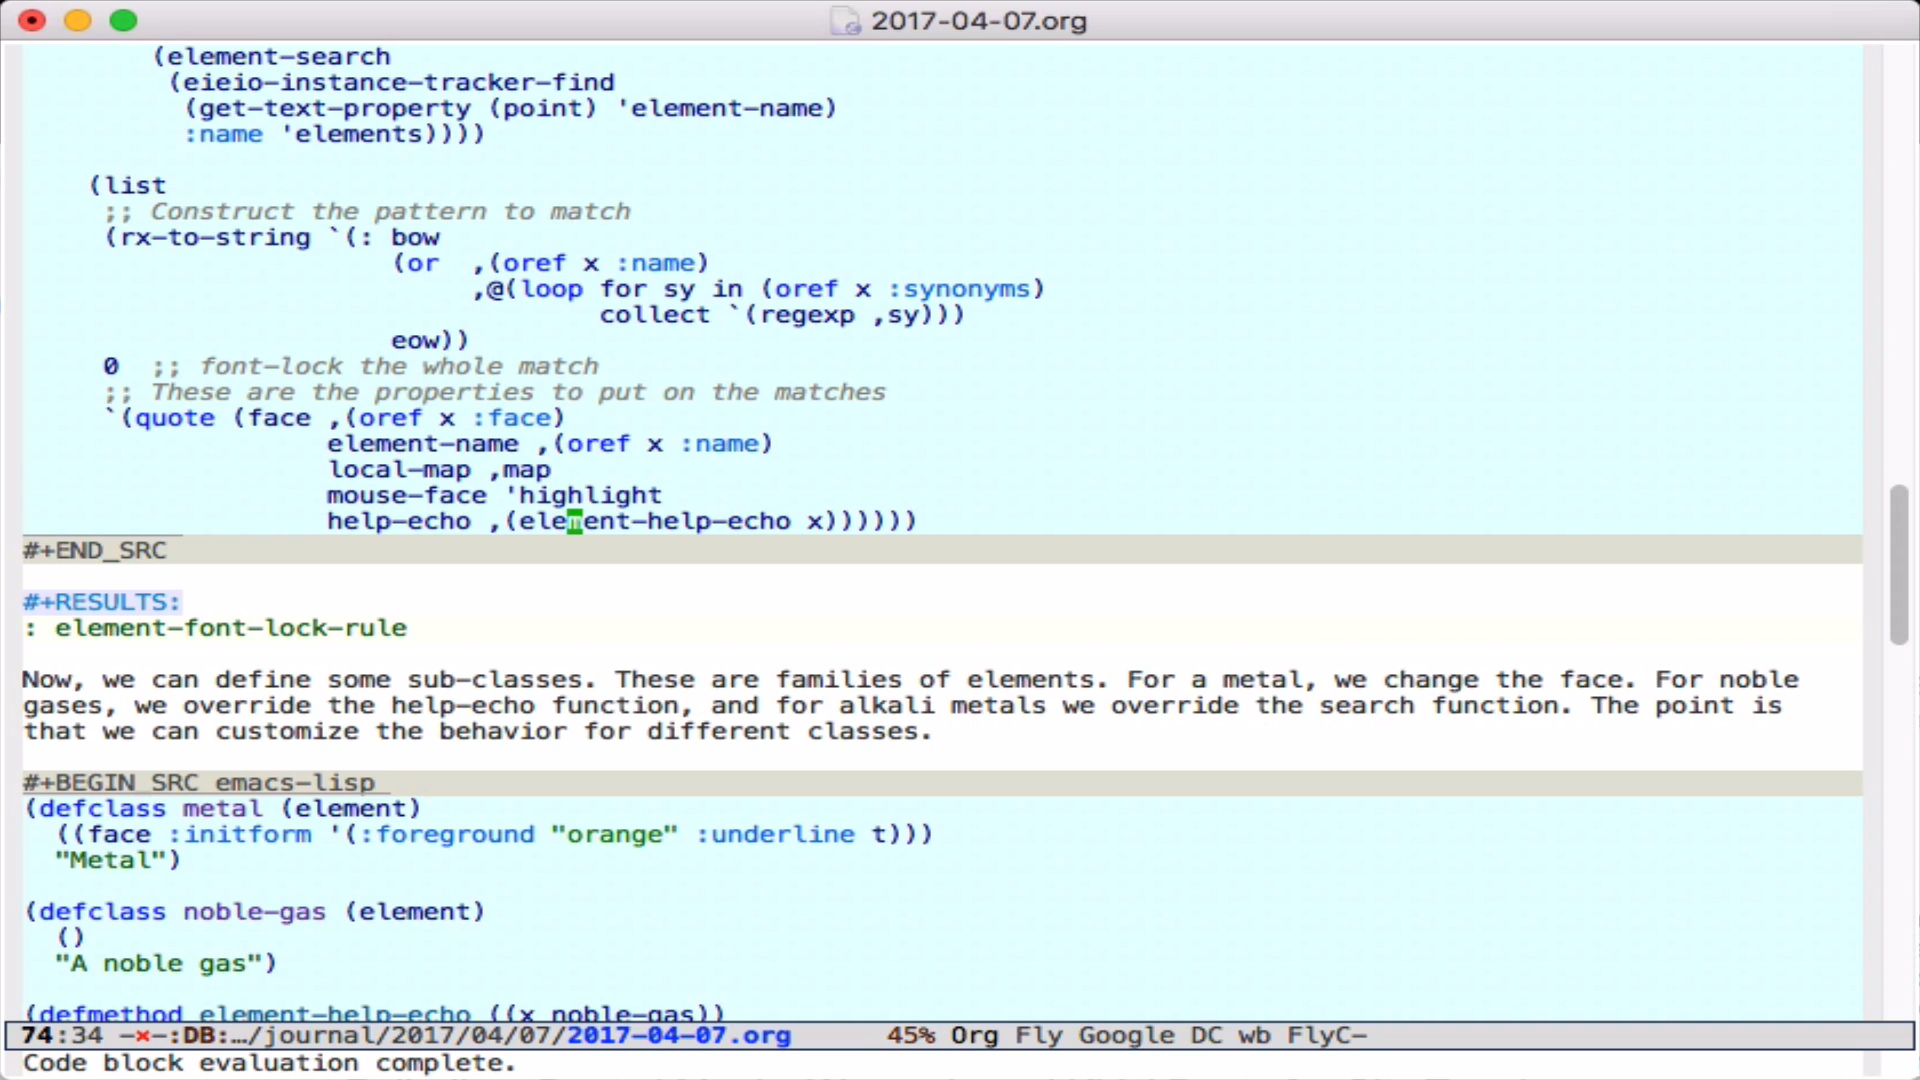 2017-04-07.org
(element-search
(eieio-instance-tracker-find
(get-text-property (point) 'element-name)
:name 'elements))))
(list
;; Construct the pattern to match
(rx-to-string `(: bow
(or  ,(oref x :name)
,@(loop for sy in (oref x :synonyms)
collect `(regexp ,sy)))
eow))
0  ;; font-lock the whole match
;; These are the properties to put on the matches
`(quote (face ,(oref x :face)
element-name ,(oref x :name)
local-map ,map
mouse-face 'highlight
help-echo ,(element-help-echo x))))))
#+END_SRC
#+RESULTS:
: element-font-lock-rule
Now, we can define some sub-classes. These are families of elements. For a metal, we change the face. For noble
gases, we override the help-echo function, and for alkali metals we override the search function. The point is
that we can customize the behavior for different classes.
#+BEGIN_SRC emacs-lisp
(defclass metal (element)
((face :initform '(:foreground "orange" :underline t)))
"Metal")
(defclass noble-gas (element)
()
"A noble gas")
(defmethod element-help-echo ((x noble-gas))
74:34 -×-:DB:…/journal/2017/04/07/2017-04-07.org 45% Org Fly Google DC wb FlyC-
Code block evaluation complete.